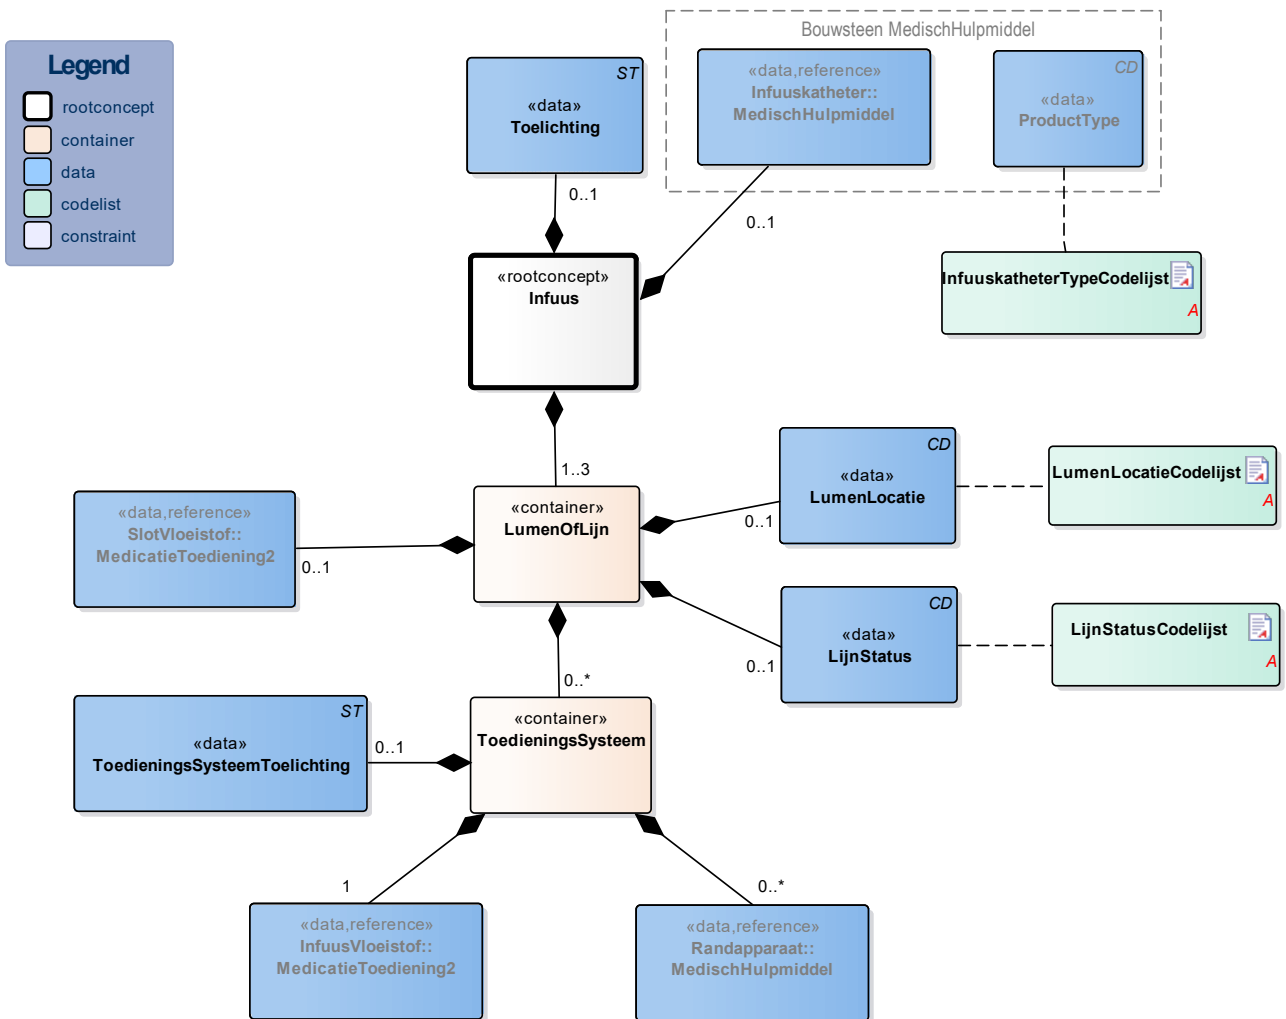 Legend
rootconcept
container
data
codelist
constraint
Bouwsteen MedischHulpmiddel
ST
«data»
Toelichting
«data,reference»
Infuuskatheter::
MedischHulpmiddel
CD
«data»
ProductType
0..1
0..1
«rootconcept»
Infuus
InfuuskatheterTypeCodelijst
A
1..3
CD
«data»
LumenLocatie
LumenLocatieCodelijst
A
«data,reference»
SlotVloeistof::
MedicatieToediening2
0..1
«container»
LumenOfLijn
0..1
CD
«data»
LijnStatus
LijnStatusCodelijst
A
0..1
0..*
ST
«data»
ToedieningsSysteemToelichting
0..1
«container»
ToedieningsSysteem
1
0..*
«data,reference»
InfuusVloeistof::
MedicatieToediening2
«data,reference»
Randapparaat::
MedischHulpmiddel